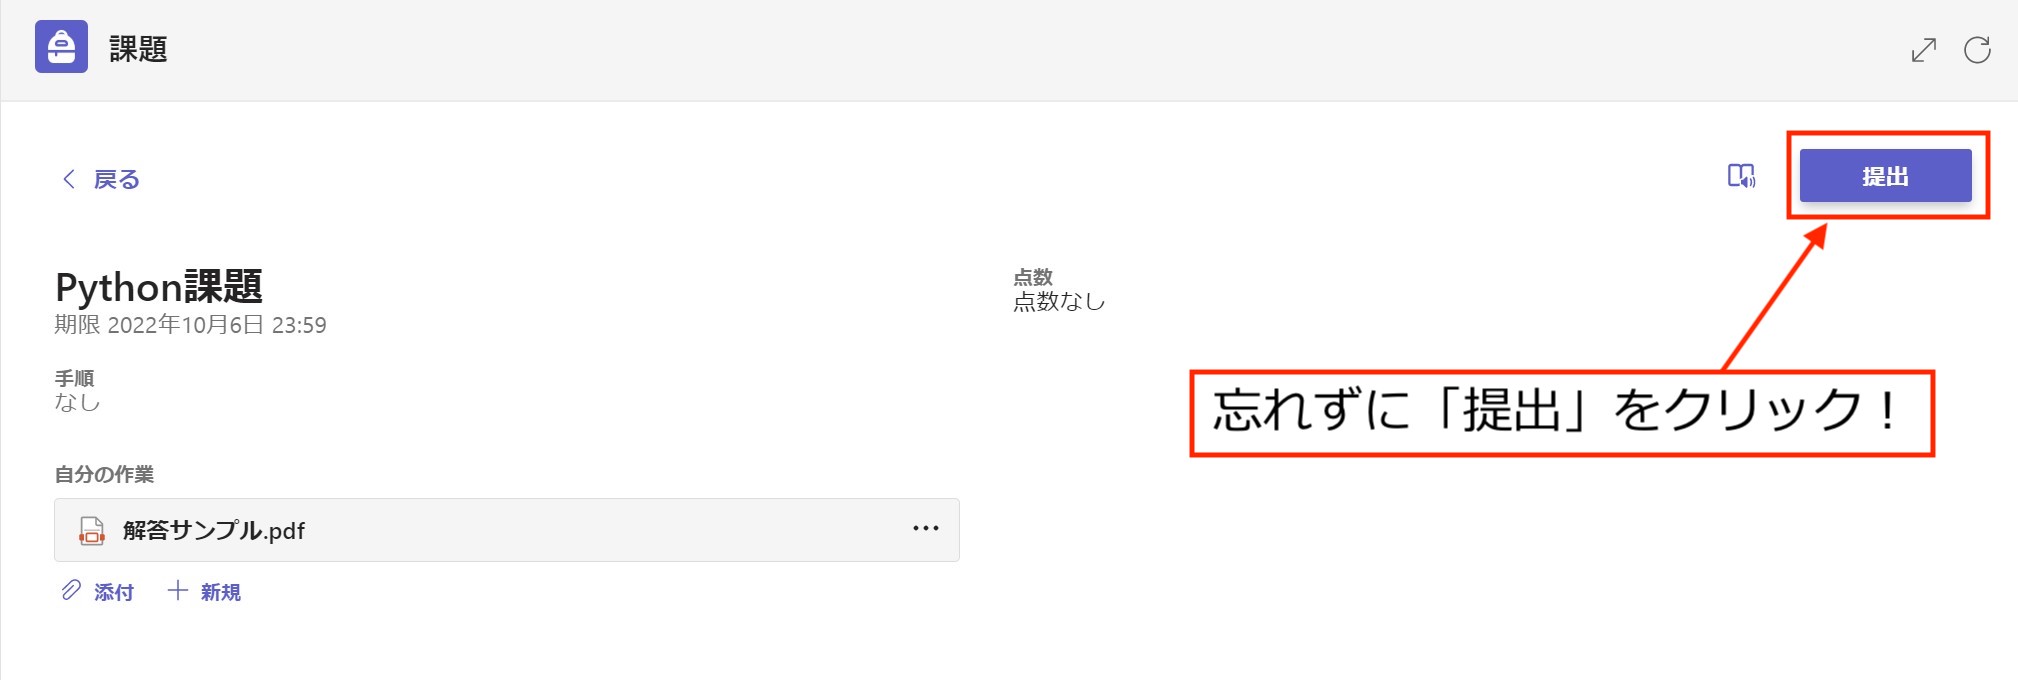 課題
戻る
提出
Python課題
期限 2022年10月6日 23:59
点数
点数なし
手順
なし
忘れずに「提出」をクリック！
自分の作業
解答サンプル.pdf
添付
新規